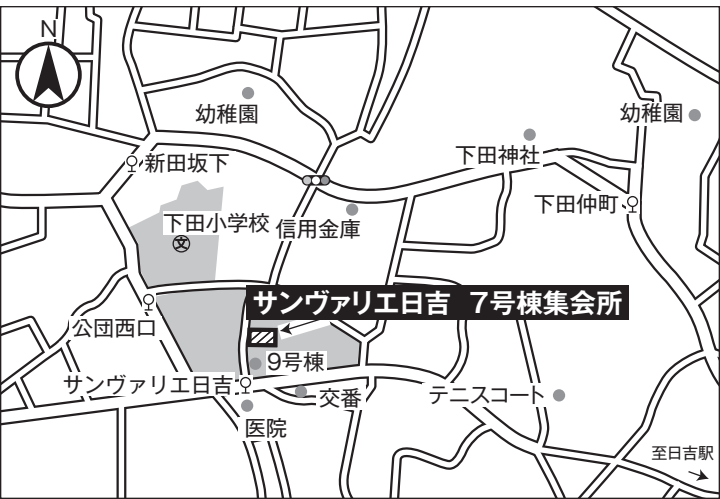 N
幼稚園
幼稚園
新田坂下
下田神社
下田仲町
下田小学校
信用金庫
文
サンヴァリエ日吉 7号棟集会所
公団西口
9号棟
サンヴァリエ日吉
交番
テニスコート
医院
至日吉駅